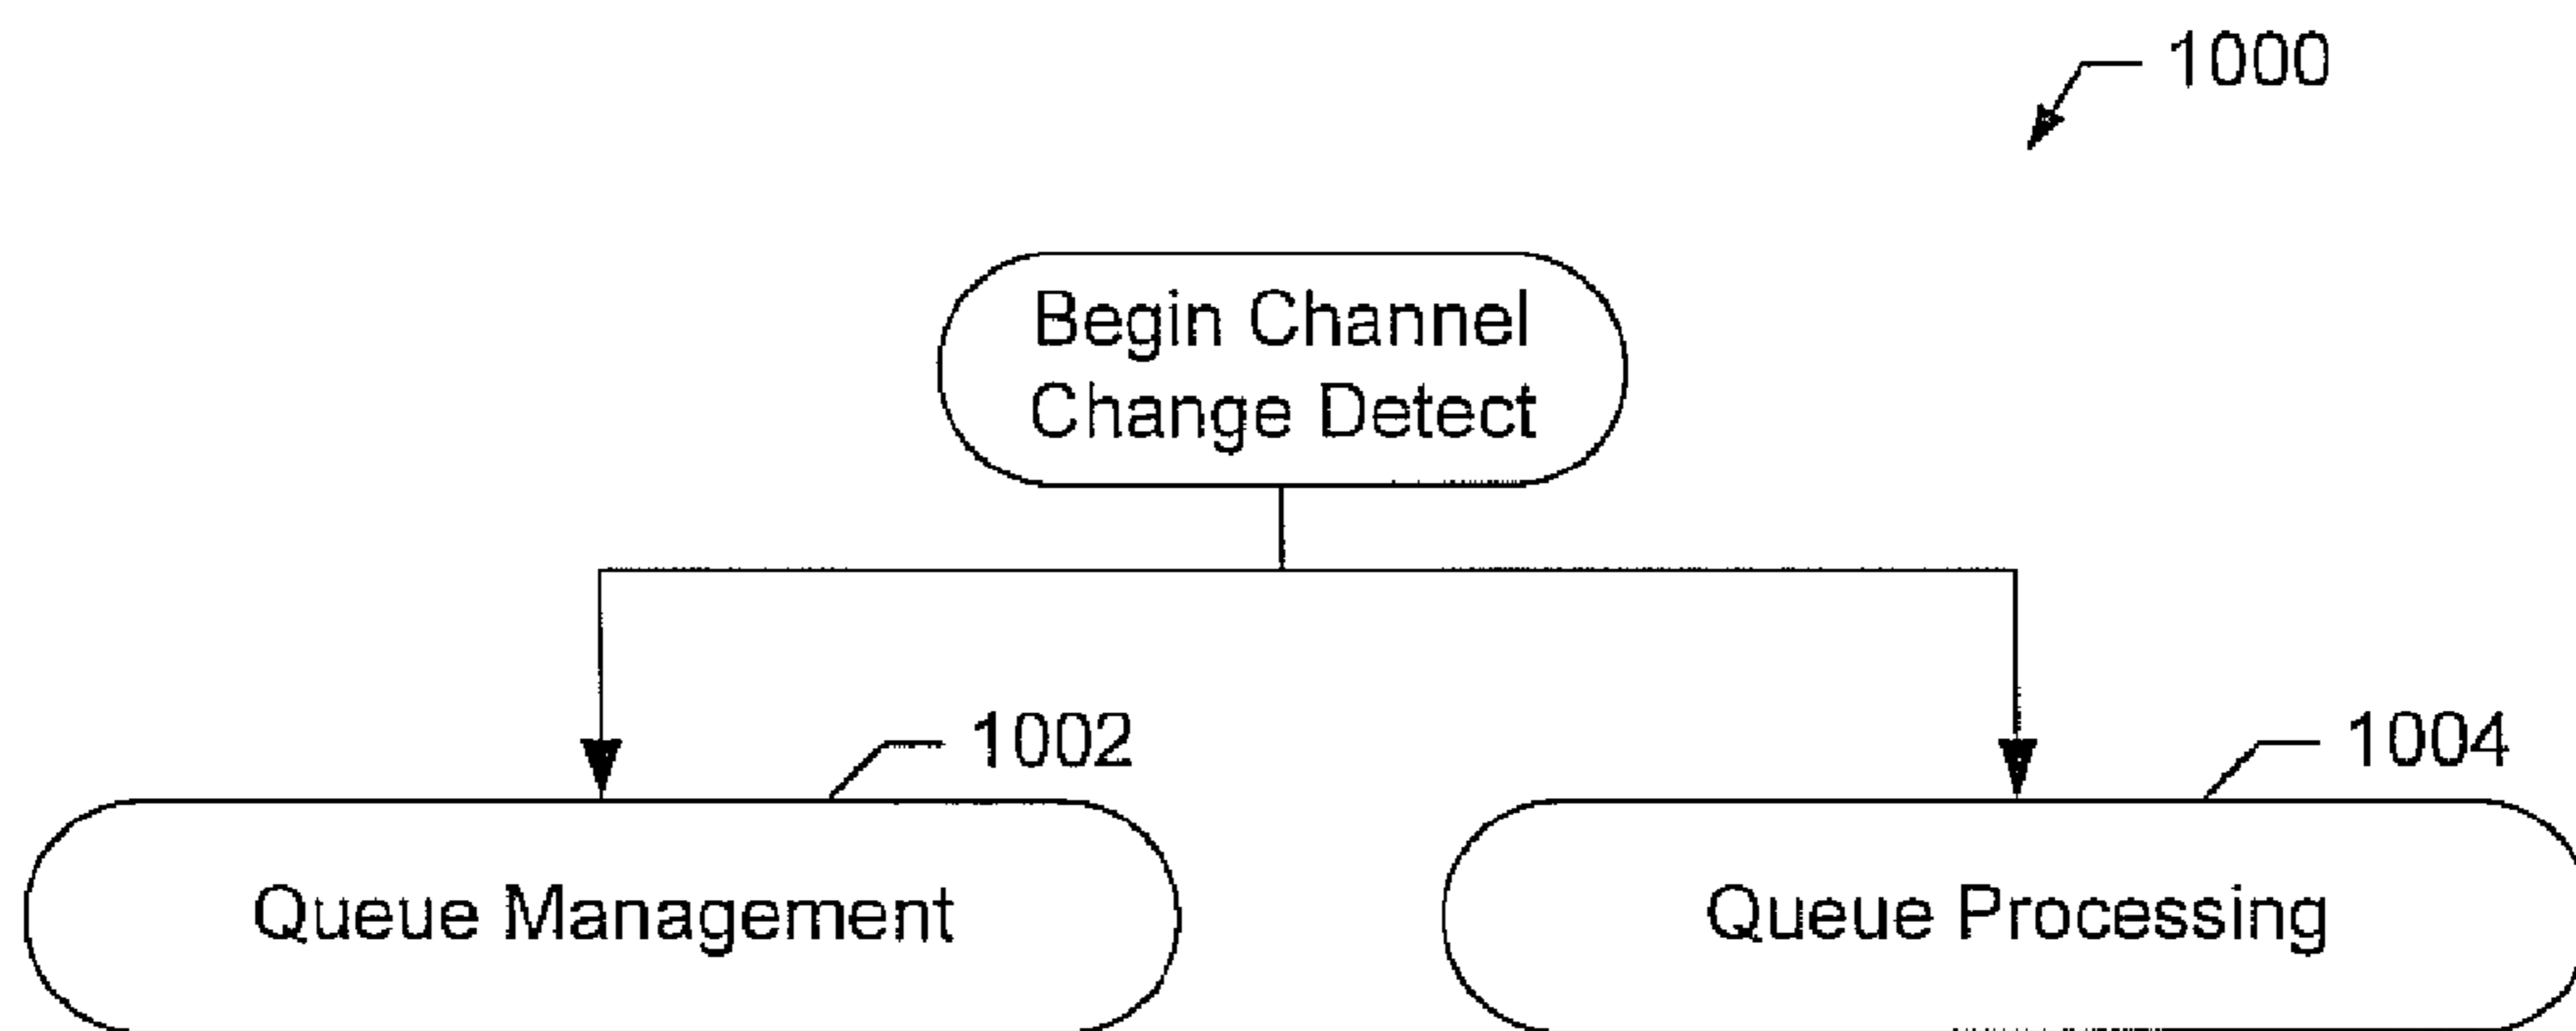 1000
Begin Channel
Change Detect
1002
1004
Queue Management
Queue Processing